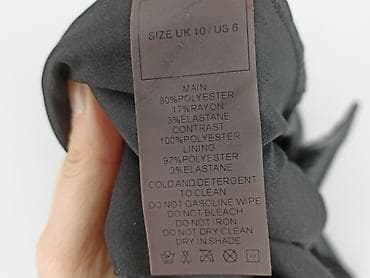 SIZE UK 10 / US 6
MAIN
80%POLYESTER
17%RAYON
3%ELASTANE
CONTRAST
100%POLYESTER
LINING
97%POLYESTER
3%ELASTANE
COLD AND DETERGENT
TO CLEAN
DO NOT GASOLINE WIPE
DO NOT BLEACH
DO NOT IRON
DO NOT DRY CLEAN
DRY IN SHADE